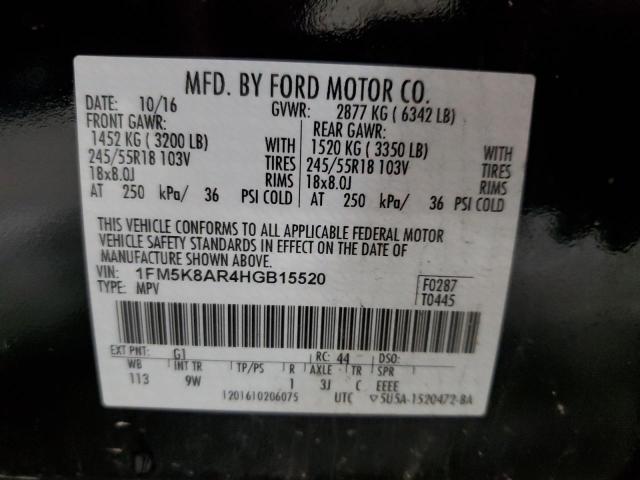 MFD. BY FORD MOTOR CO.
DATE: 10/16 GVWR: 2877 KG ( 6342 LB)
FRONT GAWR: REAR GAWR:
1452 KG ( 3200 LB) WITH 1520 KG ( 3350 LB) WITH
245/55R18 103V TIRES 245/55R18 103V TIRES
18x8.0J RIMS 18x8.0J RIMS
AT 250 kPa/ 36 PSI COLD AT 250 kPa/ 36 PSI COLD
THIS VEHICLE CONFORMS TO ALL APPLICABLE FEDERAL MOTOR
VEHICLE SAFETY STANDARDS IN EFFECT ON THE DATE OF
MANUFACTURE SHOWN ABOVE.
VIN: 1FM5K8AR4HGB15520 F0287
TYPE: MPV T0445
EXT PNT: G1 RC: 44 DSO:
WB INT TR TP/PS R AXLE TR SPR
113 9W 1 3J C EEEE
1201610206075 UTC ▽5U5A-1520472-BA